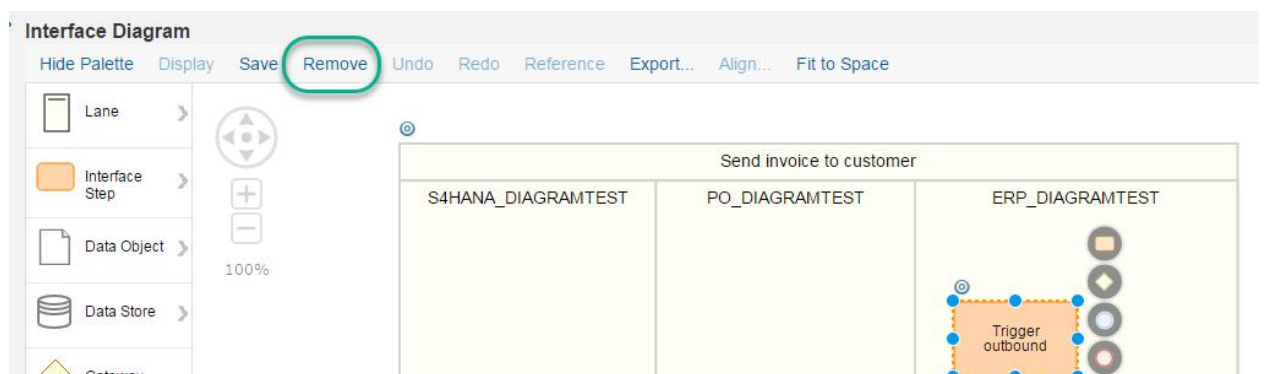 Interface Diagram
Hide Palette Display Save Remove Undo Redo Reference Export... Align... Fit to Space
Lane
Send invoice to customer
Interface
Step
S4HANA_DIAGRAMTEST PO_DIAGRAMTEST ERP_DIAGRAMTEST
Data Object
100%
Data Store
Trigger
outbound
Gateway